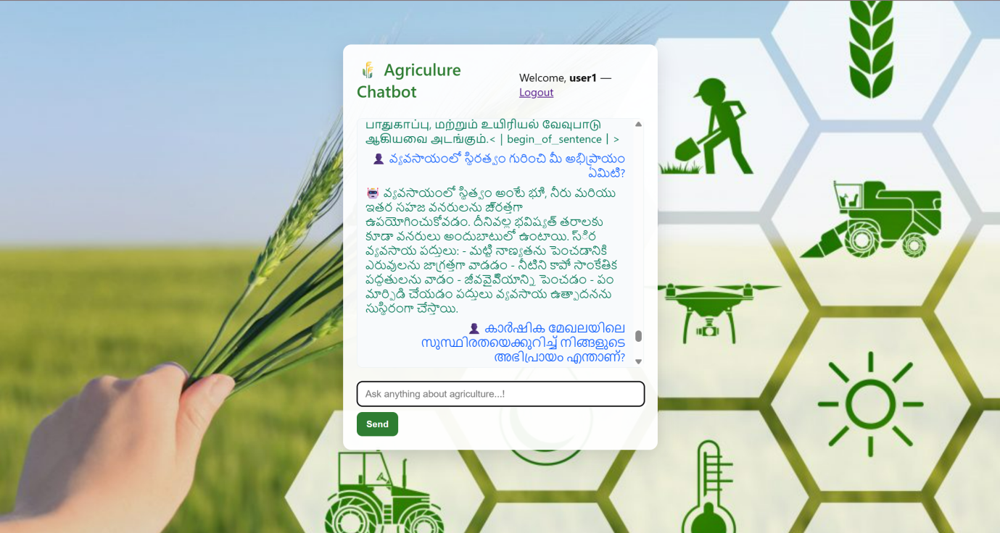 Agriculure
Chatbot
Welcome, user1 —
Logout
பாதுகாப்பு, மற்றும் உயிரியல் வேவுபாடு
ஆகியவை அடங்கும்.< | begin_of_sentence | >
వ్యవసాయంలో స్థిరత్వం గురించి మీ అభిప్రాయం
ఏమిటి?
వ్యవసాయంలో స్థిత్వం అంటే భూి, నీరు మరియు
ఇతర సహజ వనరులను జా్రత్తగా
ఉపయోగించుకోవడం. దీనివల్ల భవిష్యత్ తరాలకు
కూడా వనరులు అందుబాటులో ఉంటాయి. స్ిర
వ్యవసాయ పద్తులు: - మట్టి నాణ్యతను పెంచడానికి
ఎరువులను జాగ్రత్తగా వాడడం - నీటిని కాపా సాంకేతిక
పద్ధతులను వాడం - జీవవైవి్యాన్ని పెంచడం - పం
మార్పిడి చేయడం పద్తులు వ్యవసాయ ఉత్పాదనను
సుస్థిరంగా చేస్తాయి.
കാർഷിക മേഖലയിലെ
സുസ്ഥിരതയെക്കുറിച്ച് നിങ്ങളുടെ
അഭിപ്രായം എന്താണ്?
Ask anything about agriculture...!
Send